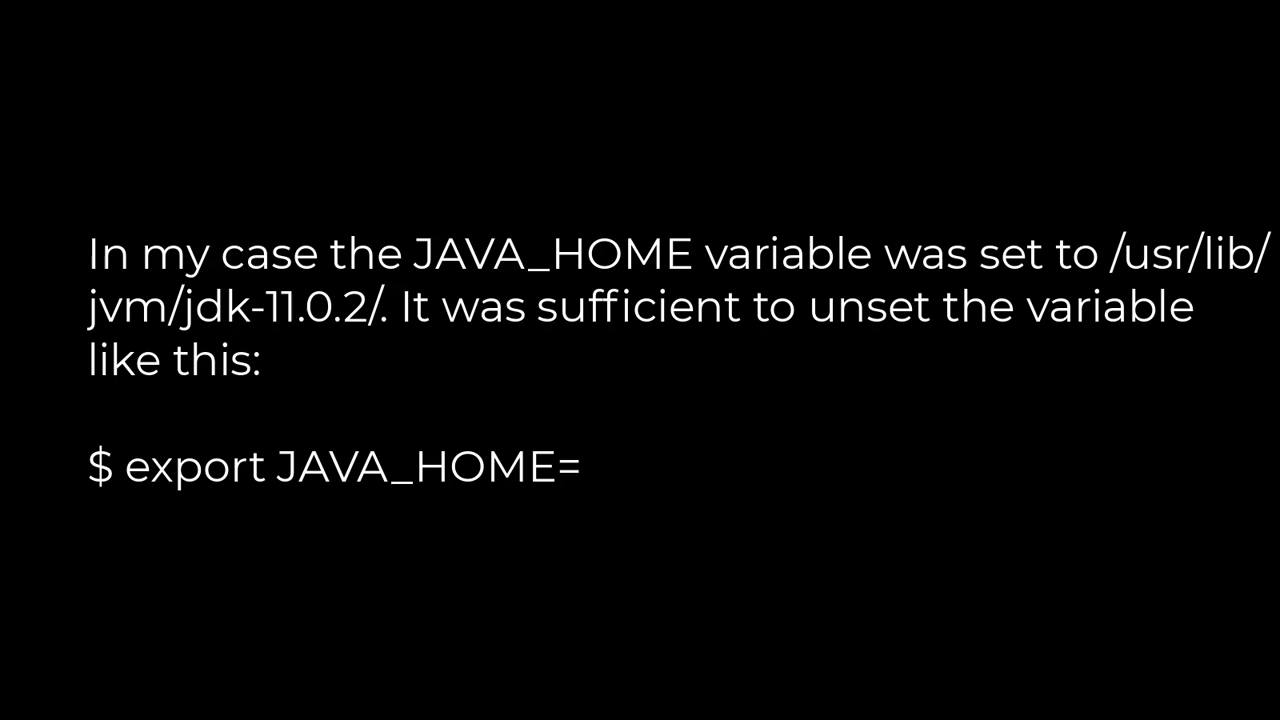 In my case the JAVA_HOME variable was set to /usr/lib/
jvm/jdk-11.0.2/. It was sufficient to unset the variable
like this:
$ export JAVA_HOME=